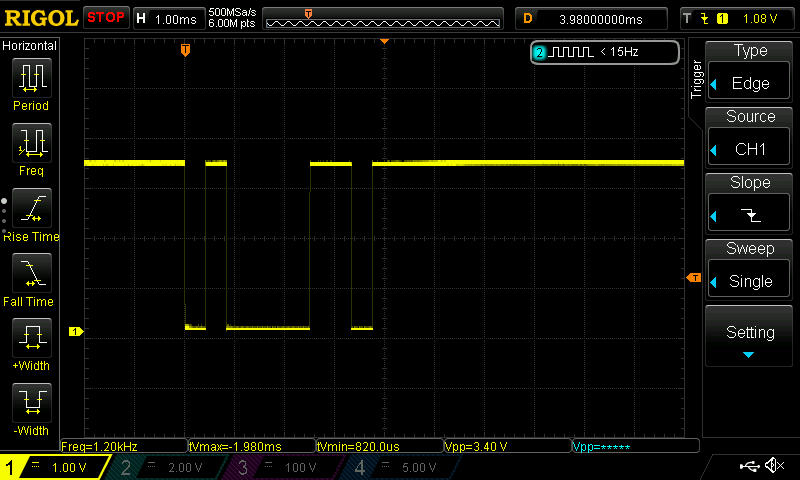 RIGOL STOP H 1.00ms 500MSa/s 6.00M pts T D 3.98000000ms T 1 1.08 V
Horizontal
T
2 < 15Hz
Period
Freq
Rise Time
Fall Time
+Width
-Width
1
T
Trigger
Type
Edge
Source
CH1
Slope
Sweep
Single
Setting
Freq=1.20kHz tVmax=-1.980ms tVmin=820.0us Vpp=3.40 V Vpp=*****
1 1.00 V 2 2.00 V 3 100 V 4 5.00 V